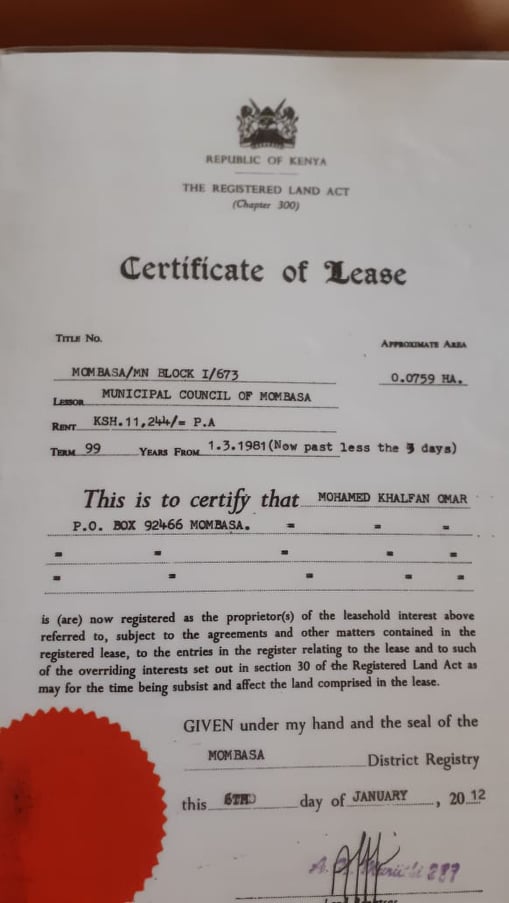 REPUBLIC OF KENYA
THE REGISTERED LAND ACT
(Chapter 300)
Certificate of Lease
TITLE No.
APPROXIMATE AREA
MOMBASA/MN BLOCK I/673
0.0759 HA.
LESSOR MUNICIPAL COUNCIL OF MOMBASA
RENT KSH.11,244/= P.A
TERM 99 YEARS FROM 1.3.1981(Now past less the days)
This is to certify that MOHAMED KHALFAN OMAR
P.O. BOX 92466 MOMBASA. = = =
= = = = =
= = = = =
is (are) now registered as the proprietor(s) of the leasehold interest above
referred to, subject to the agreements and other matters contained in the
registered lease, to the entries in the register relating to the lease and to such
of the overriding interests set out in section 30 of the Registered Land Act as
may for the time being subsist and affect the land comprised in the lease.
GIVEN under my hand and the seal of the
MOMBASA District Registry
this day of JANUARY, 2012